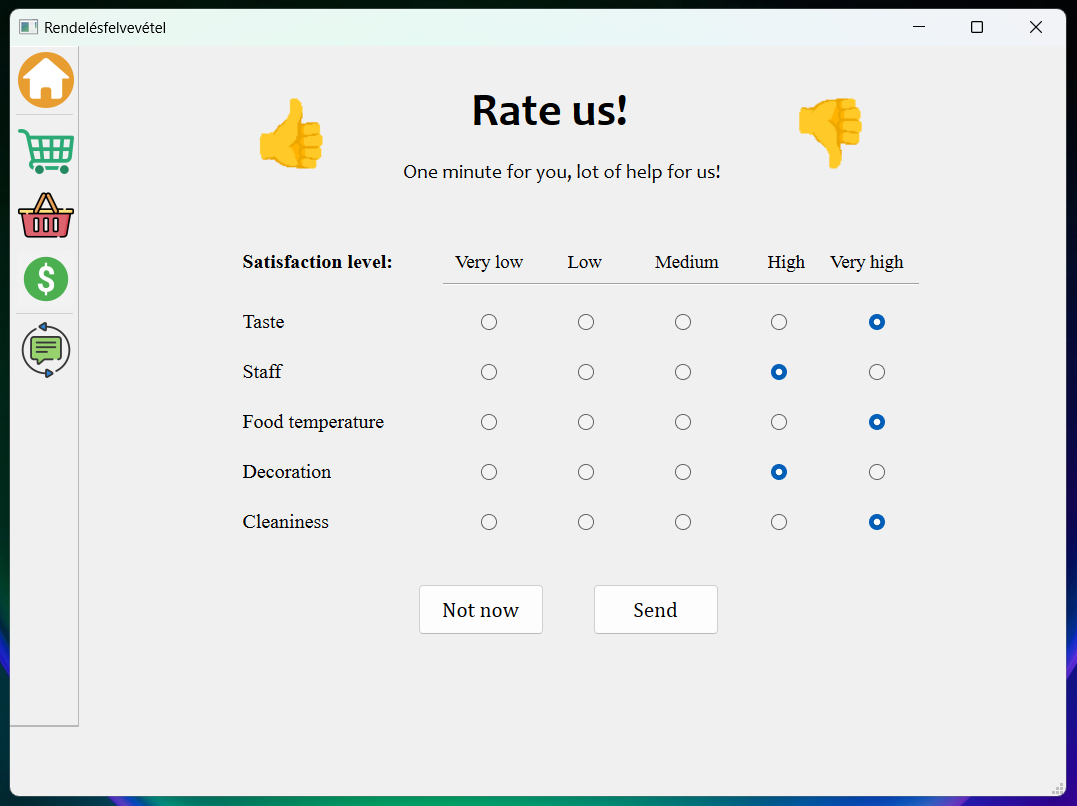 Rendelésfelvevétel
Rate us!
One minute for you, lot of help for us!
Satisfaction level: Very low Low Medium High Very high
Taste
Staff
Food temperature
Decoration
Cleaniness
Not now Send